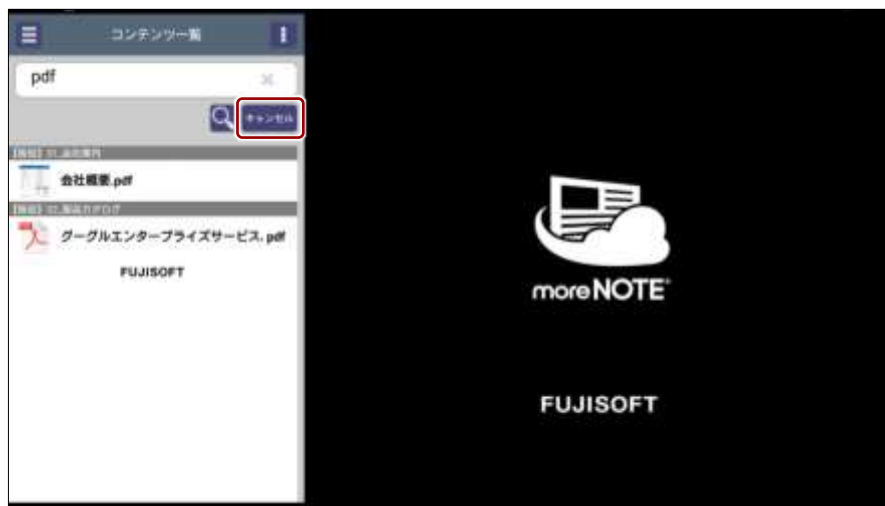 コンテンツ一覧
pdf
キャンセル
会社概要.pdf
グーグルエンタープライズサービス.pdf
FUJISOFT
moreNOTE
FUJISOFT